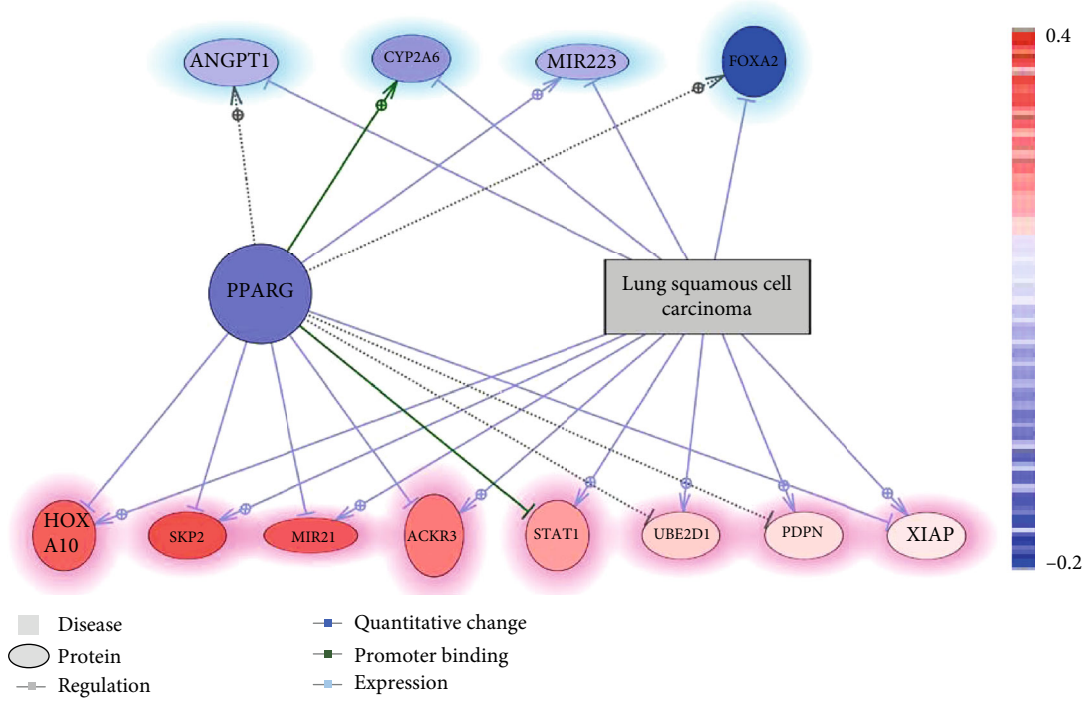 ANGPT1
CYP2A6
MIR223
FOXA2
0.4
PPARG
Lung squamous cell
carcinoma
HOX
A10
SKP2
MIR21
ACKR3
STAT1
UBE2D1
PDPN
XIAP
–0.2
Disease
Protein
Regulation
Quantitative change
Promoter binding
Expression